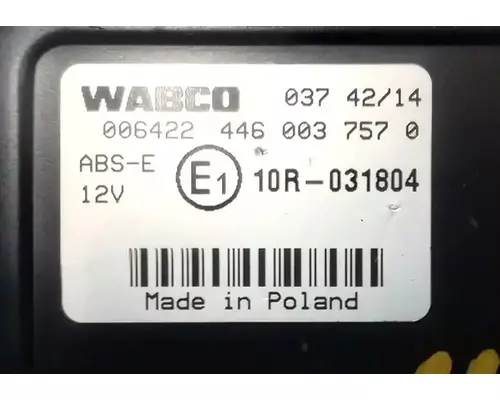 WABCO 037 42/14
006422 446 003 757 0
ABS-E E1 10R-031804
12V
Made in Poland